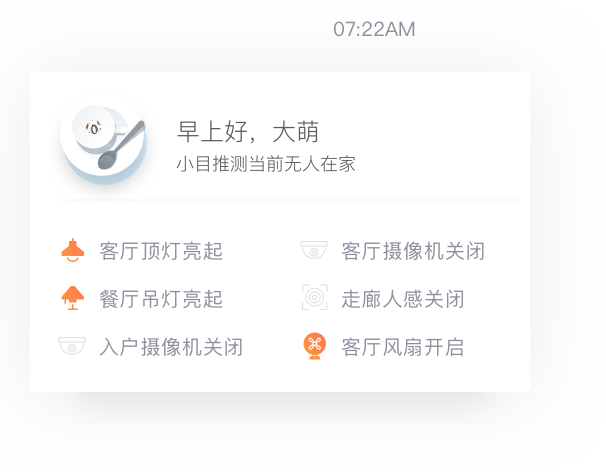 07:22AM
早上好，大萌
小目推测当前无人在家
客厅顶灯亮起
客厅摄像机关闭
餐厅吊灯亮起
走廊人感关闭
入户摄像机关闭
客厅风扇开启